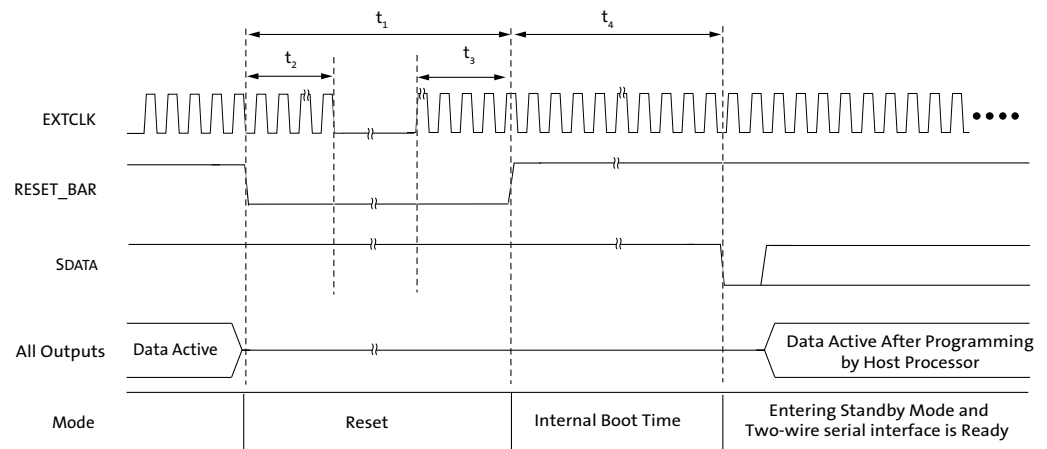 t₁
t₄
t₂
t₃
EXTCLK
RESET_BAR
SDATA
All Outputs
Data Active
Data Active After Programming
by Host Processor
Mode
Reset
Internal Boot Time
Entering Standby Mode and
Two-wire serial interface is Ready